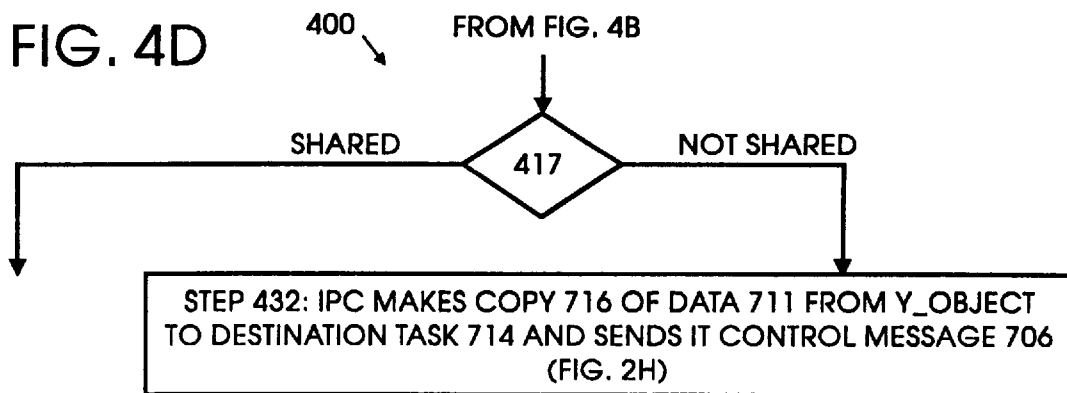 FIG. 4D
400
FROM FIG. 4B
SHARED
417
NOT SHARED
STEP 432: IPC MAKES COPY 716 OF DATA 711 FROM Y_OBJECT
TO DESTINATION TASK 714 AND SENDS IT CONTROL MESSAGE 706
(FIG. 2H)